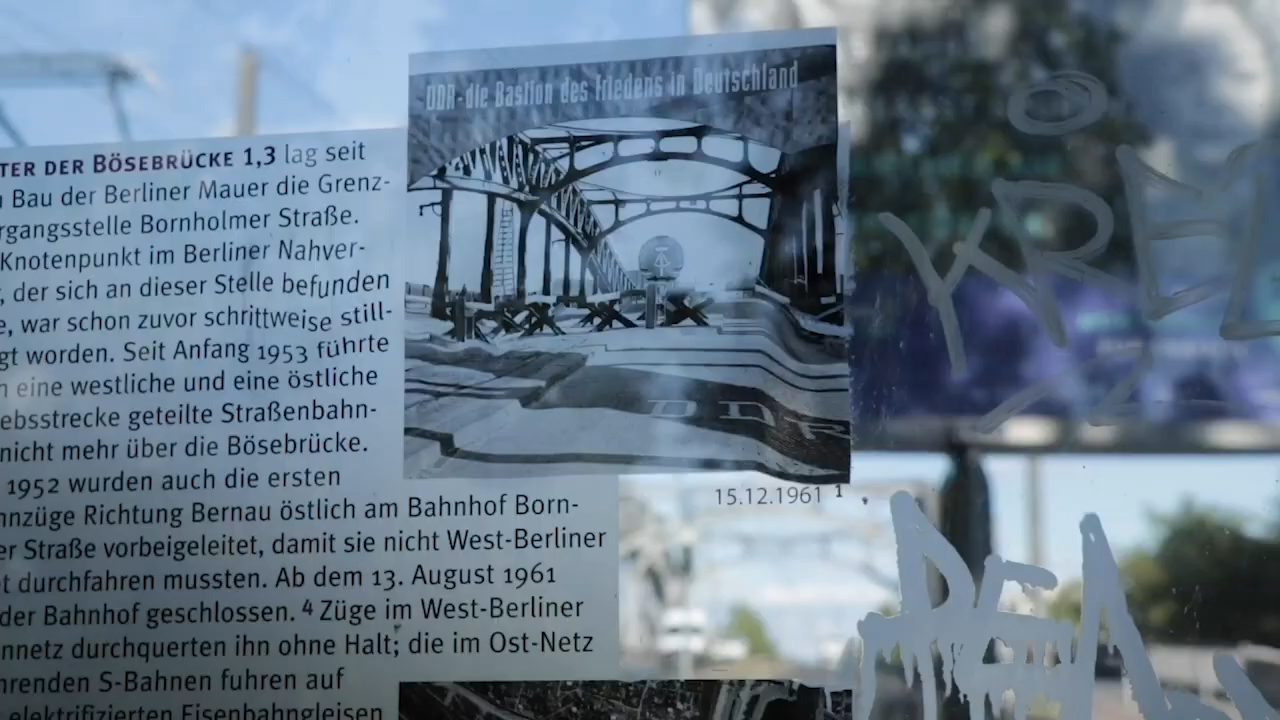 DDR-die Bastion des Friedens in Deutschland
TER DER BÖSEBRÜCKE 1,3 lag seit
Bau der Berliner Mauer die Grenz-
rgangsstelle Bornholmer Straße.
Knotenpunkt im Berliner Nahver-
, der sich an dieser Stelle befunden
e, war schon zuvor schrittweise still-
gt worden. Seit Anfang 1953 führte
eine westliche und eine östliche
ebsstrecke geteilte Straßenbahn-
nicht mehr über die Bösebrücke.
1952 wurden auch die ersten
nnzüge Richtung Bernau östlich am Bahnhof Born-
er Straße vorbeigeleitet, damit sie nicht West-Berliner
t durchfahren mussten. Ab dem 13. August 1961
der Bahnhof geschlossen. 4 Züge im West-Berliner
nnetz durchquerten ihn ohne Halt; die im Ost-Netz
hrenden S-Bahnen fuhren auf
elektrifizierten Eisenbahngleisen
DDR
15.12.1961 1